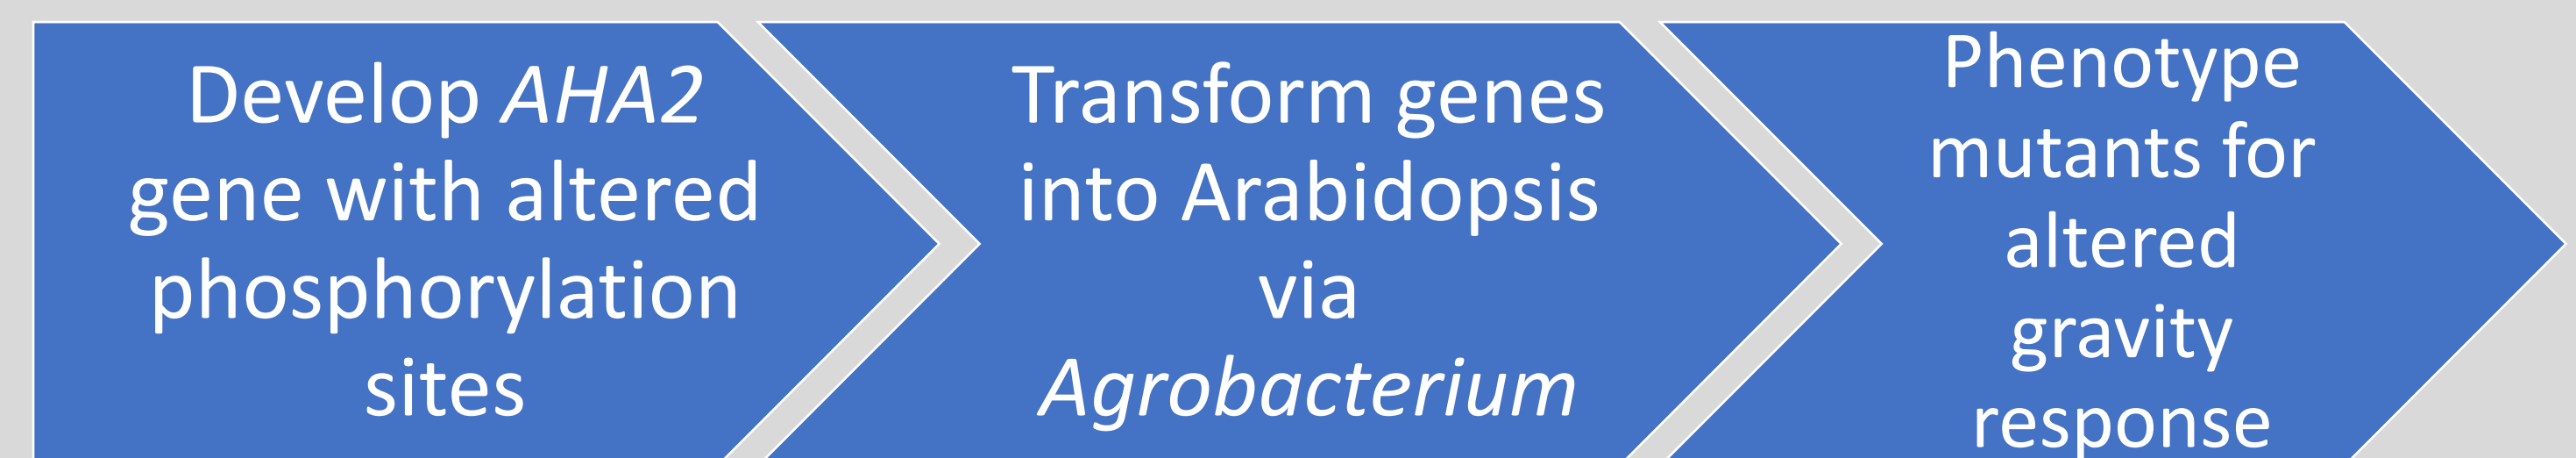 Develop AHA2
gene with altered
phosphorylation
sites
Transform genes
into Arabidopsis
via
Agrobacterium
Phenotype
mutants for
altered
gravity
response